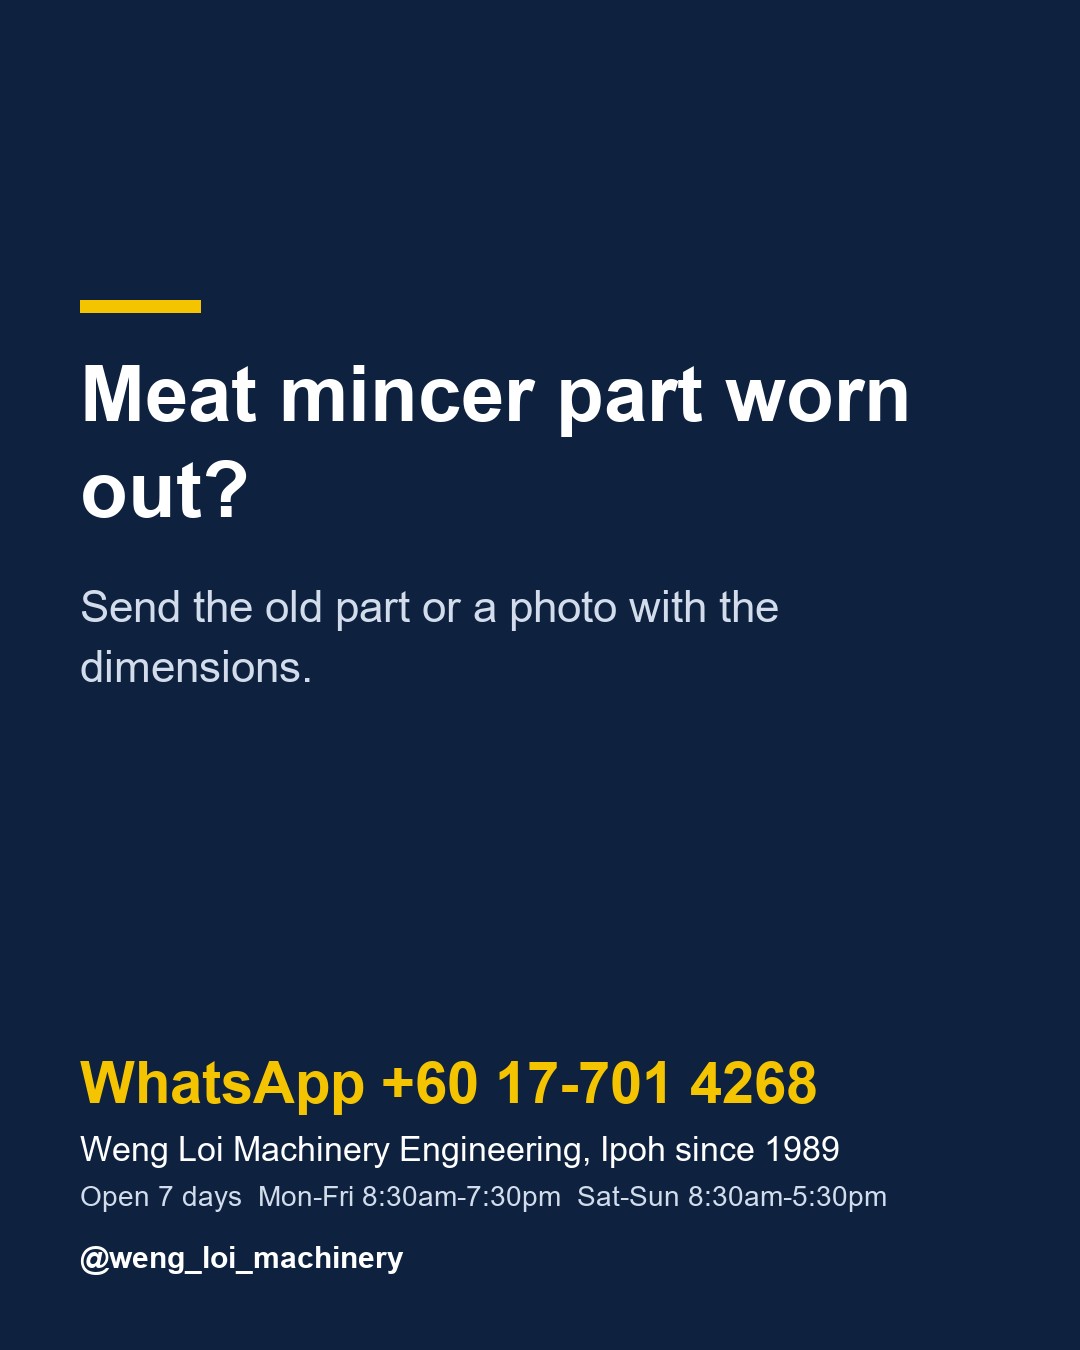 Meat mincer part worn
out?
Send the old part or a photo with the
dimensions.
WhatsApp +60 17-701 4268
Weng Loi Machinery Engineering, Ipoh since 1989
Open 7 days  Mon-Fri 8:30am-7:30pm  Sat-Sun 8:30am-5:30pm
@weng_loi_machinery